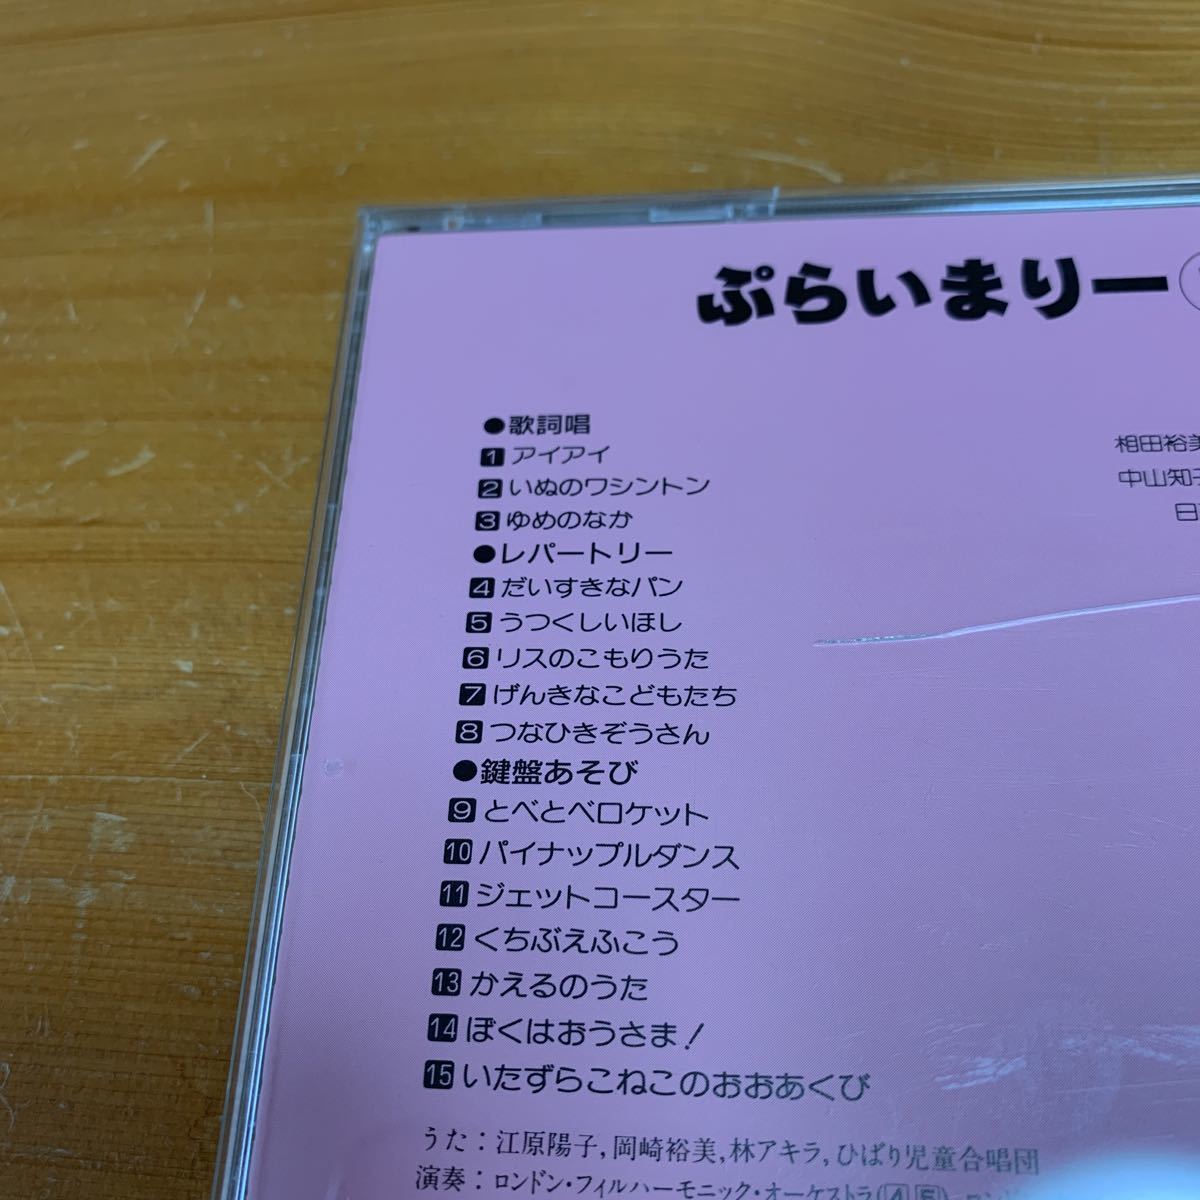 ぷらいまりー
●歌詞唱
1 アイアイ
2 いぬのワシントン
3 ゆめのなか
●レパートリー
4 だいすきなパン
5 うつくしいほし
6 リスのこもりうた
7 げんきなこどもたち
8 つなひきぞうさん
●鍵盤あそび
9 とべとべロケット
10 パイナップルダンス
11 ジェットコースター
12 くちぶえふこう
13 かえるのうた
14 ぼくはおうさま!
15 いたずらこねこのおおあくび
相田裕美
中山知子
日
うた:江原陽子,岡崎裕美,林アキラ,ひばり児童合唱団
演奏:ロンドン・フィルハーモニック・オーケストラ(4 5)